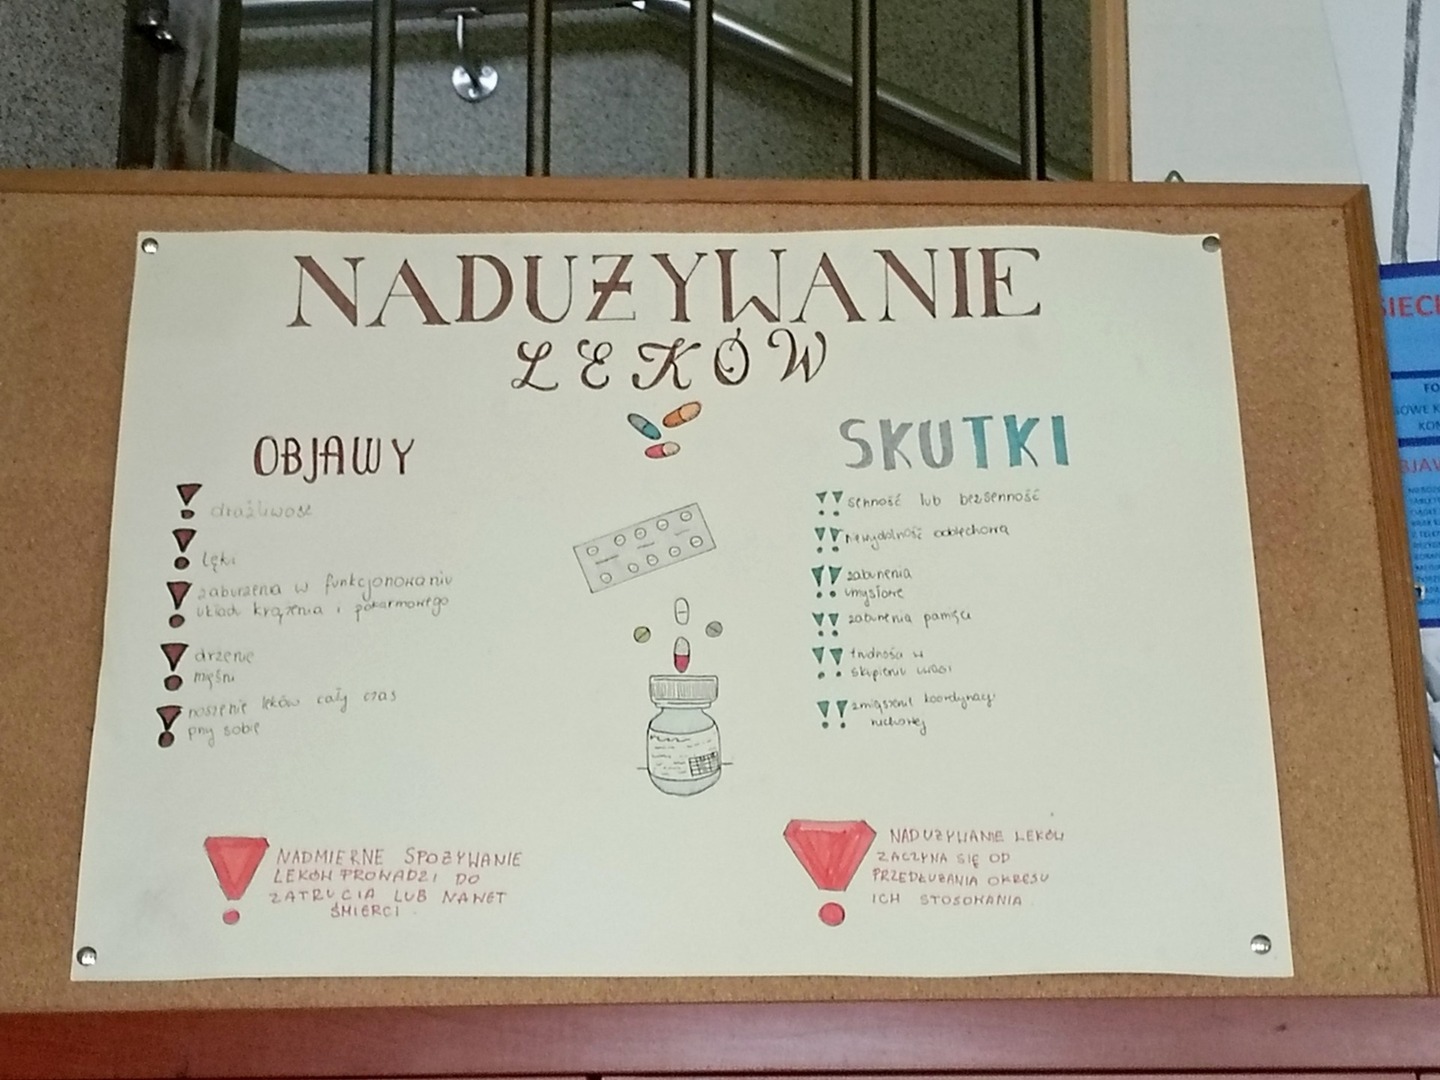 NADUŻYWANIE
LEKÓW
OBJAWY
drażliwość
lęki
zaburzenia w funkcjonowaniu
układu krążenia i pokarmowego
drżenie
mięśni
noszenie leków cały czas
przy sobie
SKUTKI
senność lub bezsenność
niewydolność oddechowa
zaburzenia
umysłowe
zaburzenia pamięci
trudności w
skupieniu uwagi
zmniejszenie koordynacji
ruchowej
NADMIERNE SPOŻYWANIE
LEKÓW PROWADZI DO
ZATRUCIA LUB NAWET
ŚMIERCI
NADUŻYWANIE LEKÓW
ZACZYNA SIĘ OD
PRZEDŁUŻANIA OKRESU
ICH STOSOWANIA